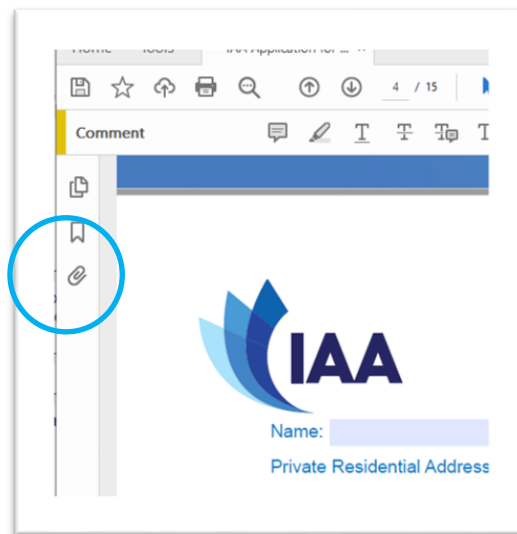 Home Tools IAA Application for ... ×
4 / 15
Comment T T T T
IAA
Name:
Private Residential Address